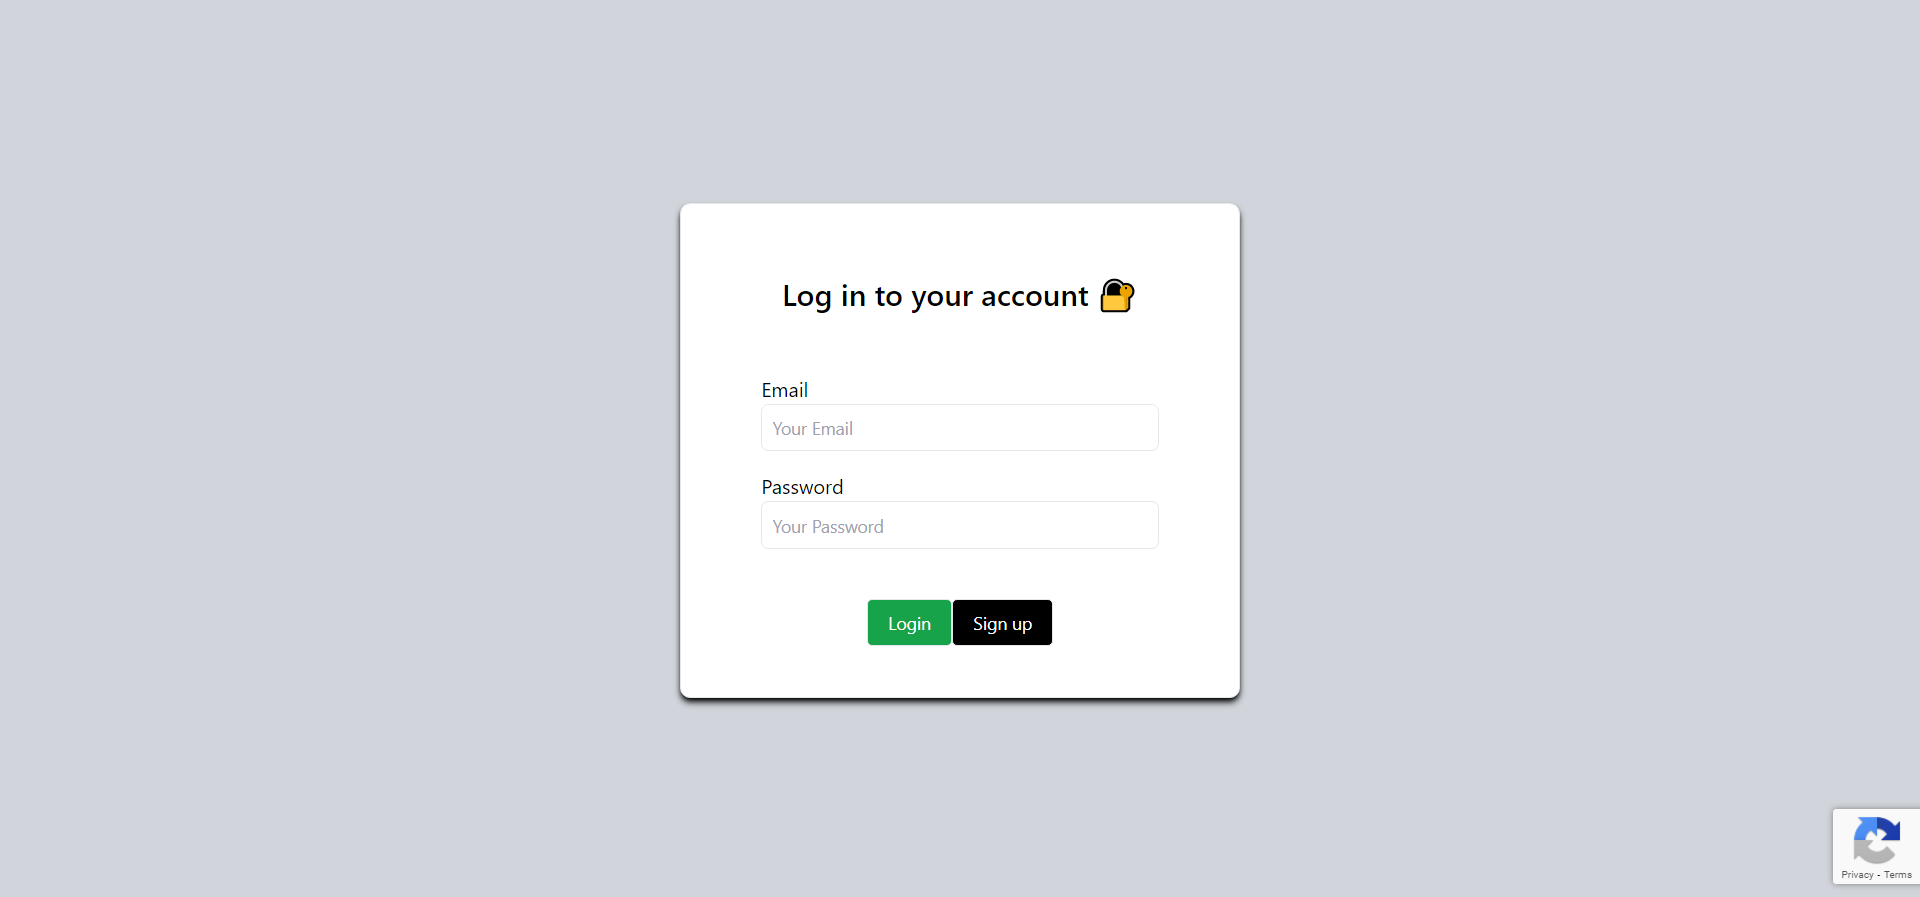 Log in to your account 🔐
Email
Your Email
Password
Your Password
Login Sign up
Privacy - Terms